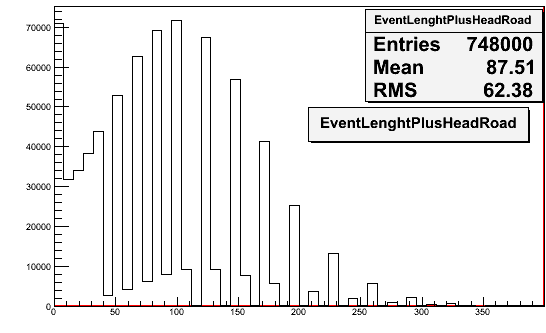 EventLenghtPlusHeadRoad
Entries 748000
Mean 87.51
RMS 62.38
EventLenghtPlusHeadRoad
70000
60000
50000
40000
30000
20000
10000
0
0 50 100 150 200 250 300 350